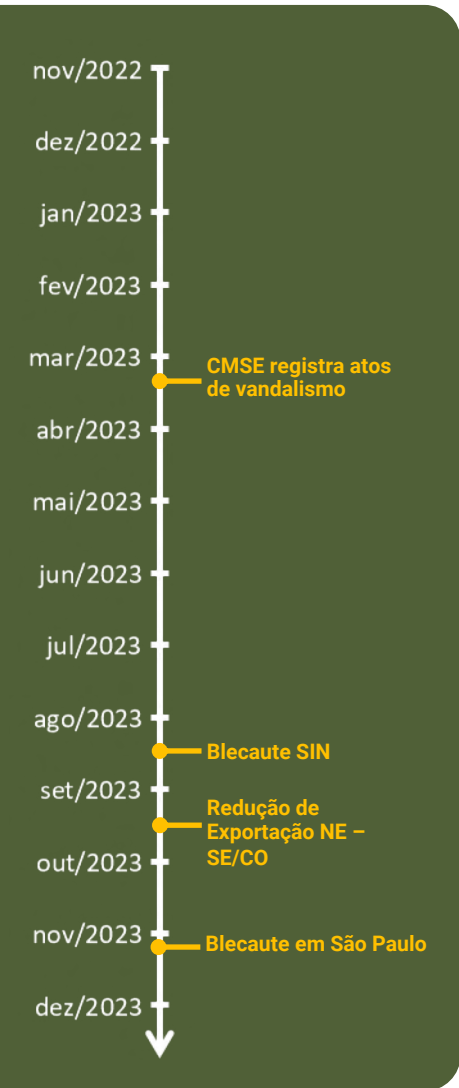 nov/2022
dez/2022
jan/2023
fev/2023
mar/2023
CMSE registra atos
de vandalismo
abr/2023
mai/2023
jun/2023
jul/2023
ago/2023
Blecaute SIN
set/2023
Redução de
Exportação NE –
SE/CO
out/2023
nov/2023
Blecaute em São Paulo
dez/2023